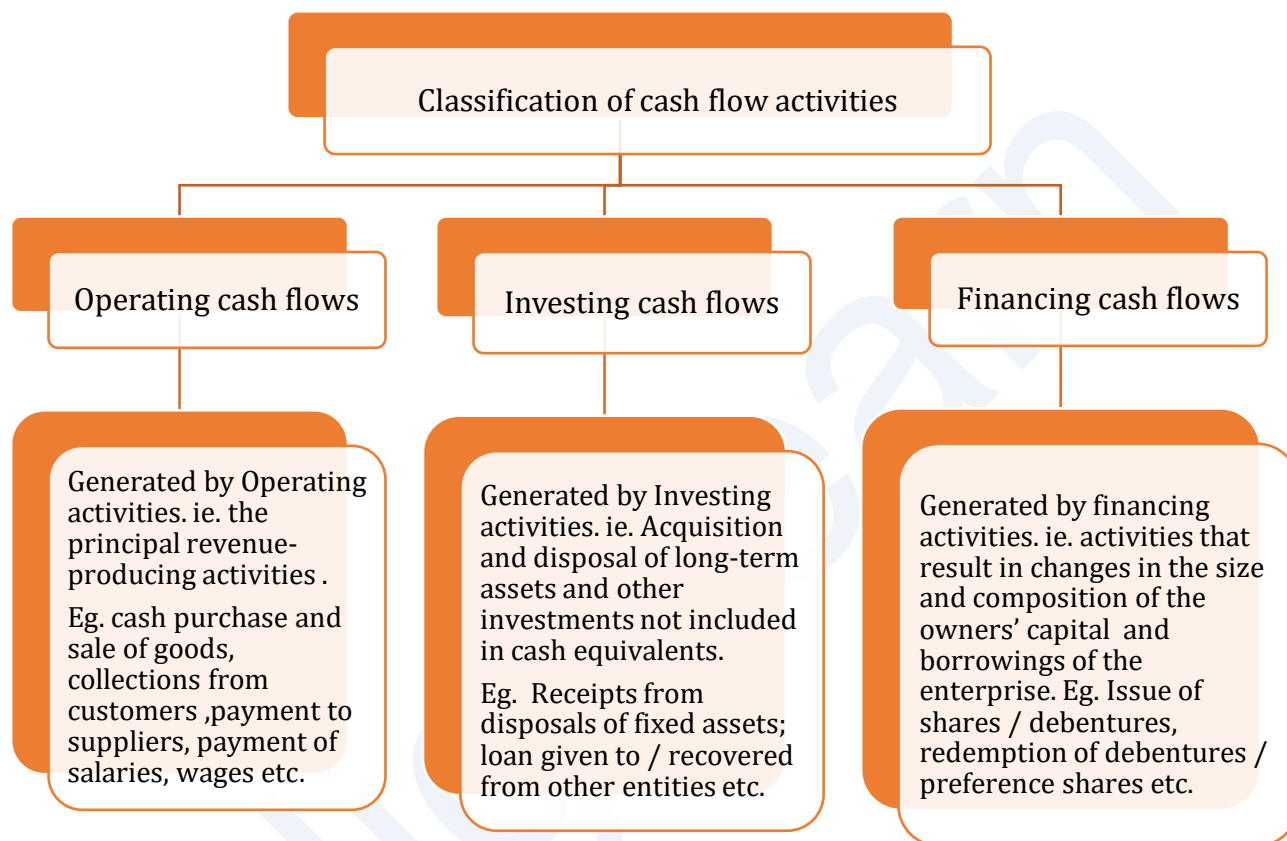 Classification of cash flow activities
Operating cash flows
Investing cash flows
Financing cash flows
Generated by Operating
activities. ie. the
principal revenue-
producing activities .
Eg. cash purchase and
sale of goods,
collections from
customers ,payment to
suppliers, payment of
salaries, wages etc.
Generated by Investing
activities. ie. Acquisition
and disposal of long-term
assets and other
investments not included
in cash equivalents.
Eg. Receipts from
disposals of fixed assets;
loan given to / recovered
from other entities etc.
Generated by financing
activities. ie. activities that
result in changes in the size
and composition of the
owners’ capital and
borrowings of the
enterprise. Eg. Issue of
shares / debentures,
redemption of debentures /
preference shares etc.